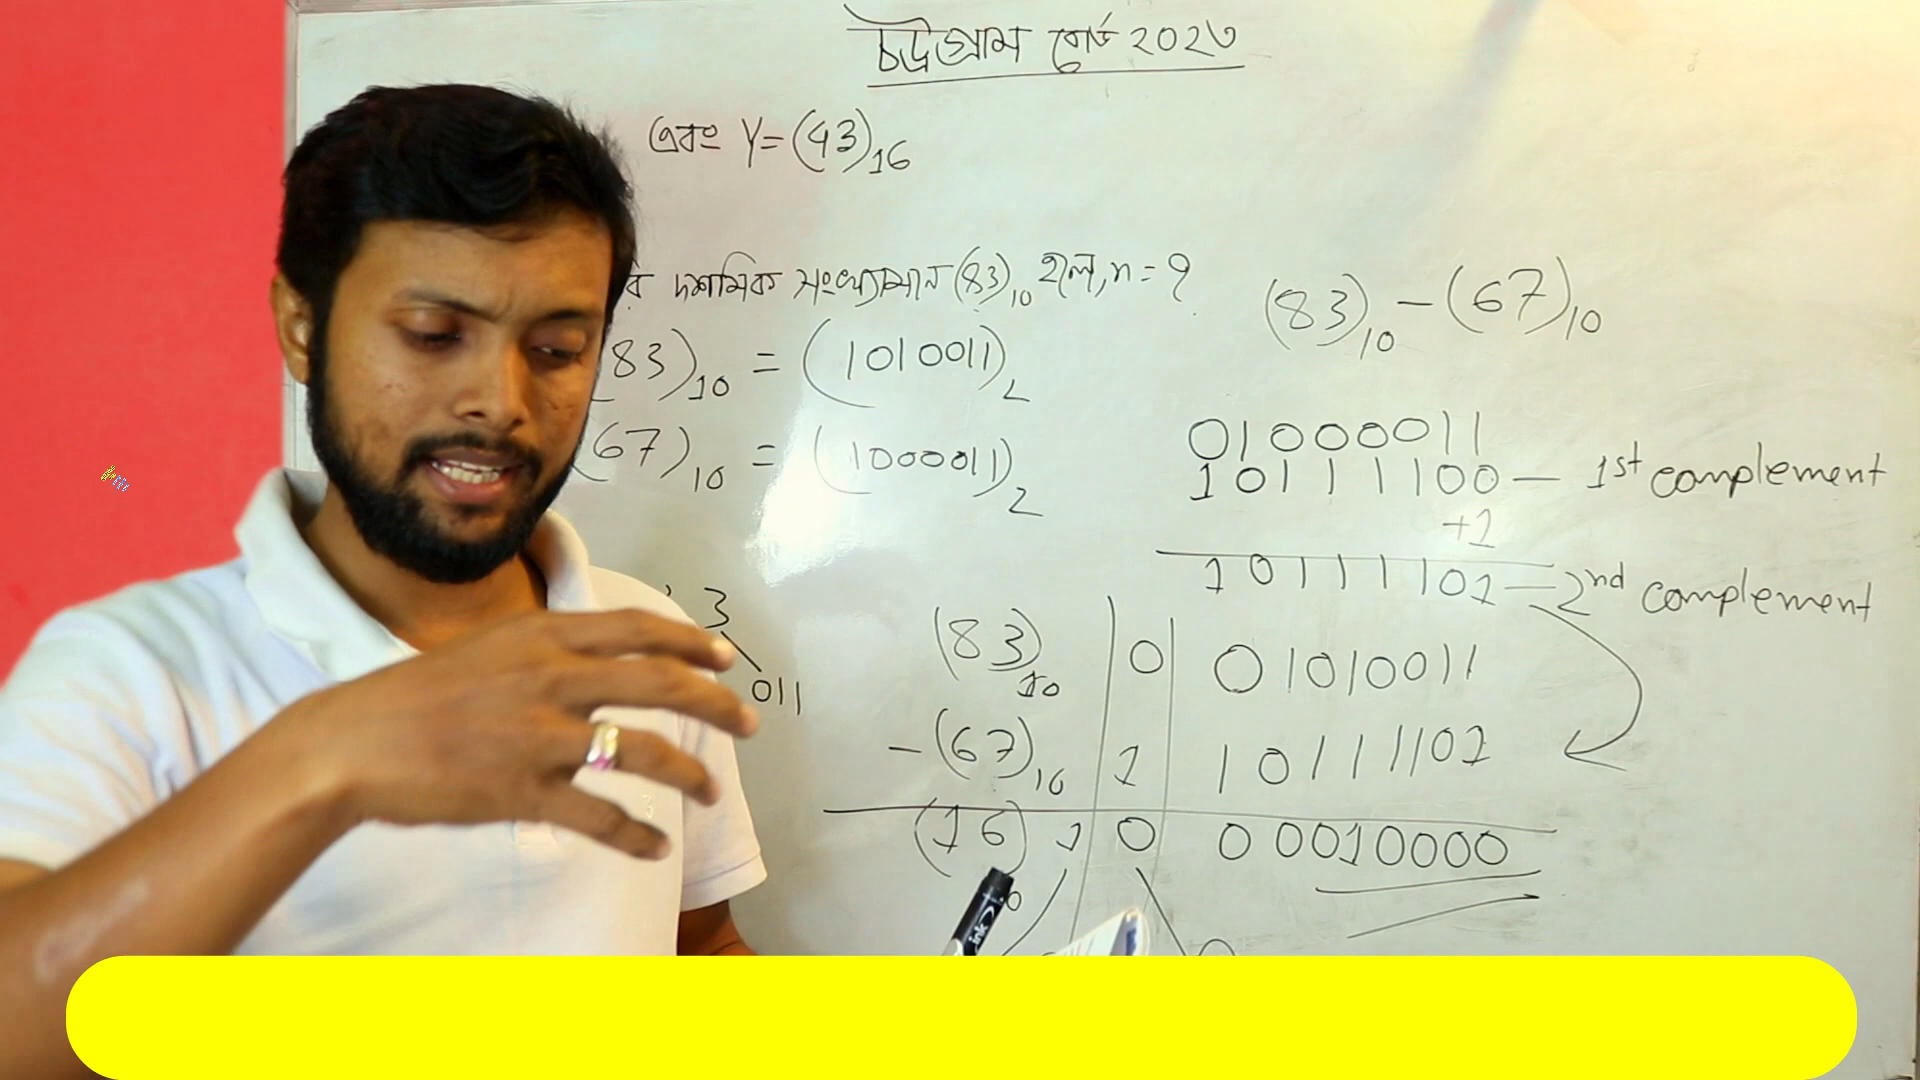 চট্টগ্রাম বোর্ড ২০২৩
এবং Y=(43)₁₆
দশমিক সংখ্যামান (83)₁₀ হলে, n = ?
83)₁₀ = (1010011)₂
(67)₁₀ = (1000011)₂
3
011
(83)₁₀ − (67)₁₀
01000011
10111100 — 1st complement
+1
10111101 — 2nd complement
(83)₁₀ 0 01010011
− (67)₁₀ 1 10111101
(16) 1 0 00010000
ink